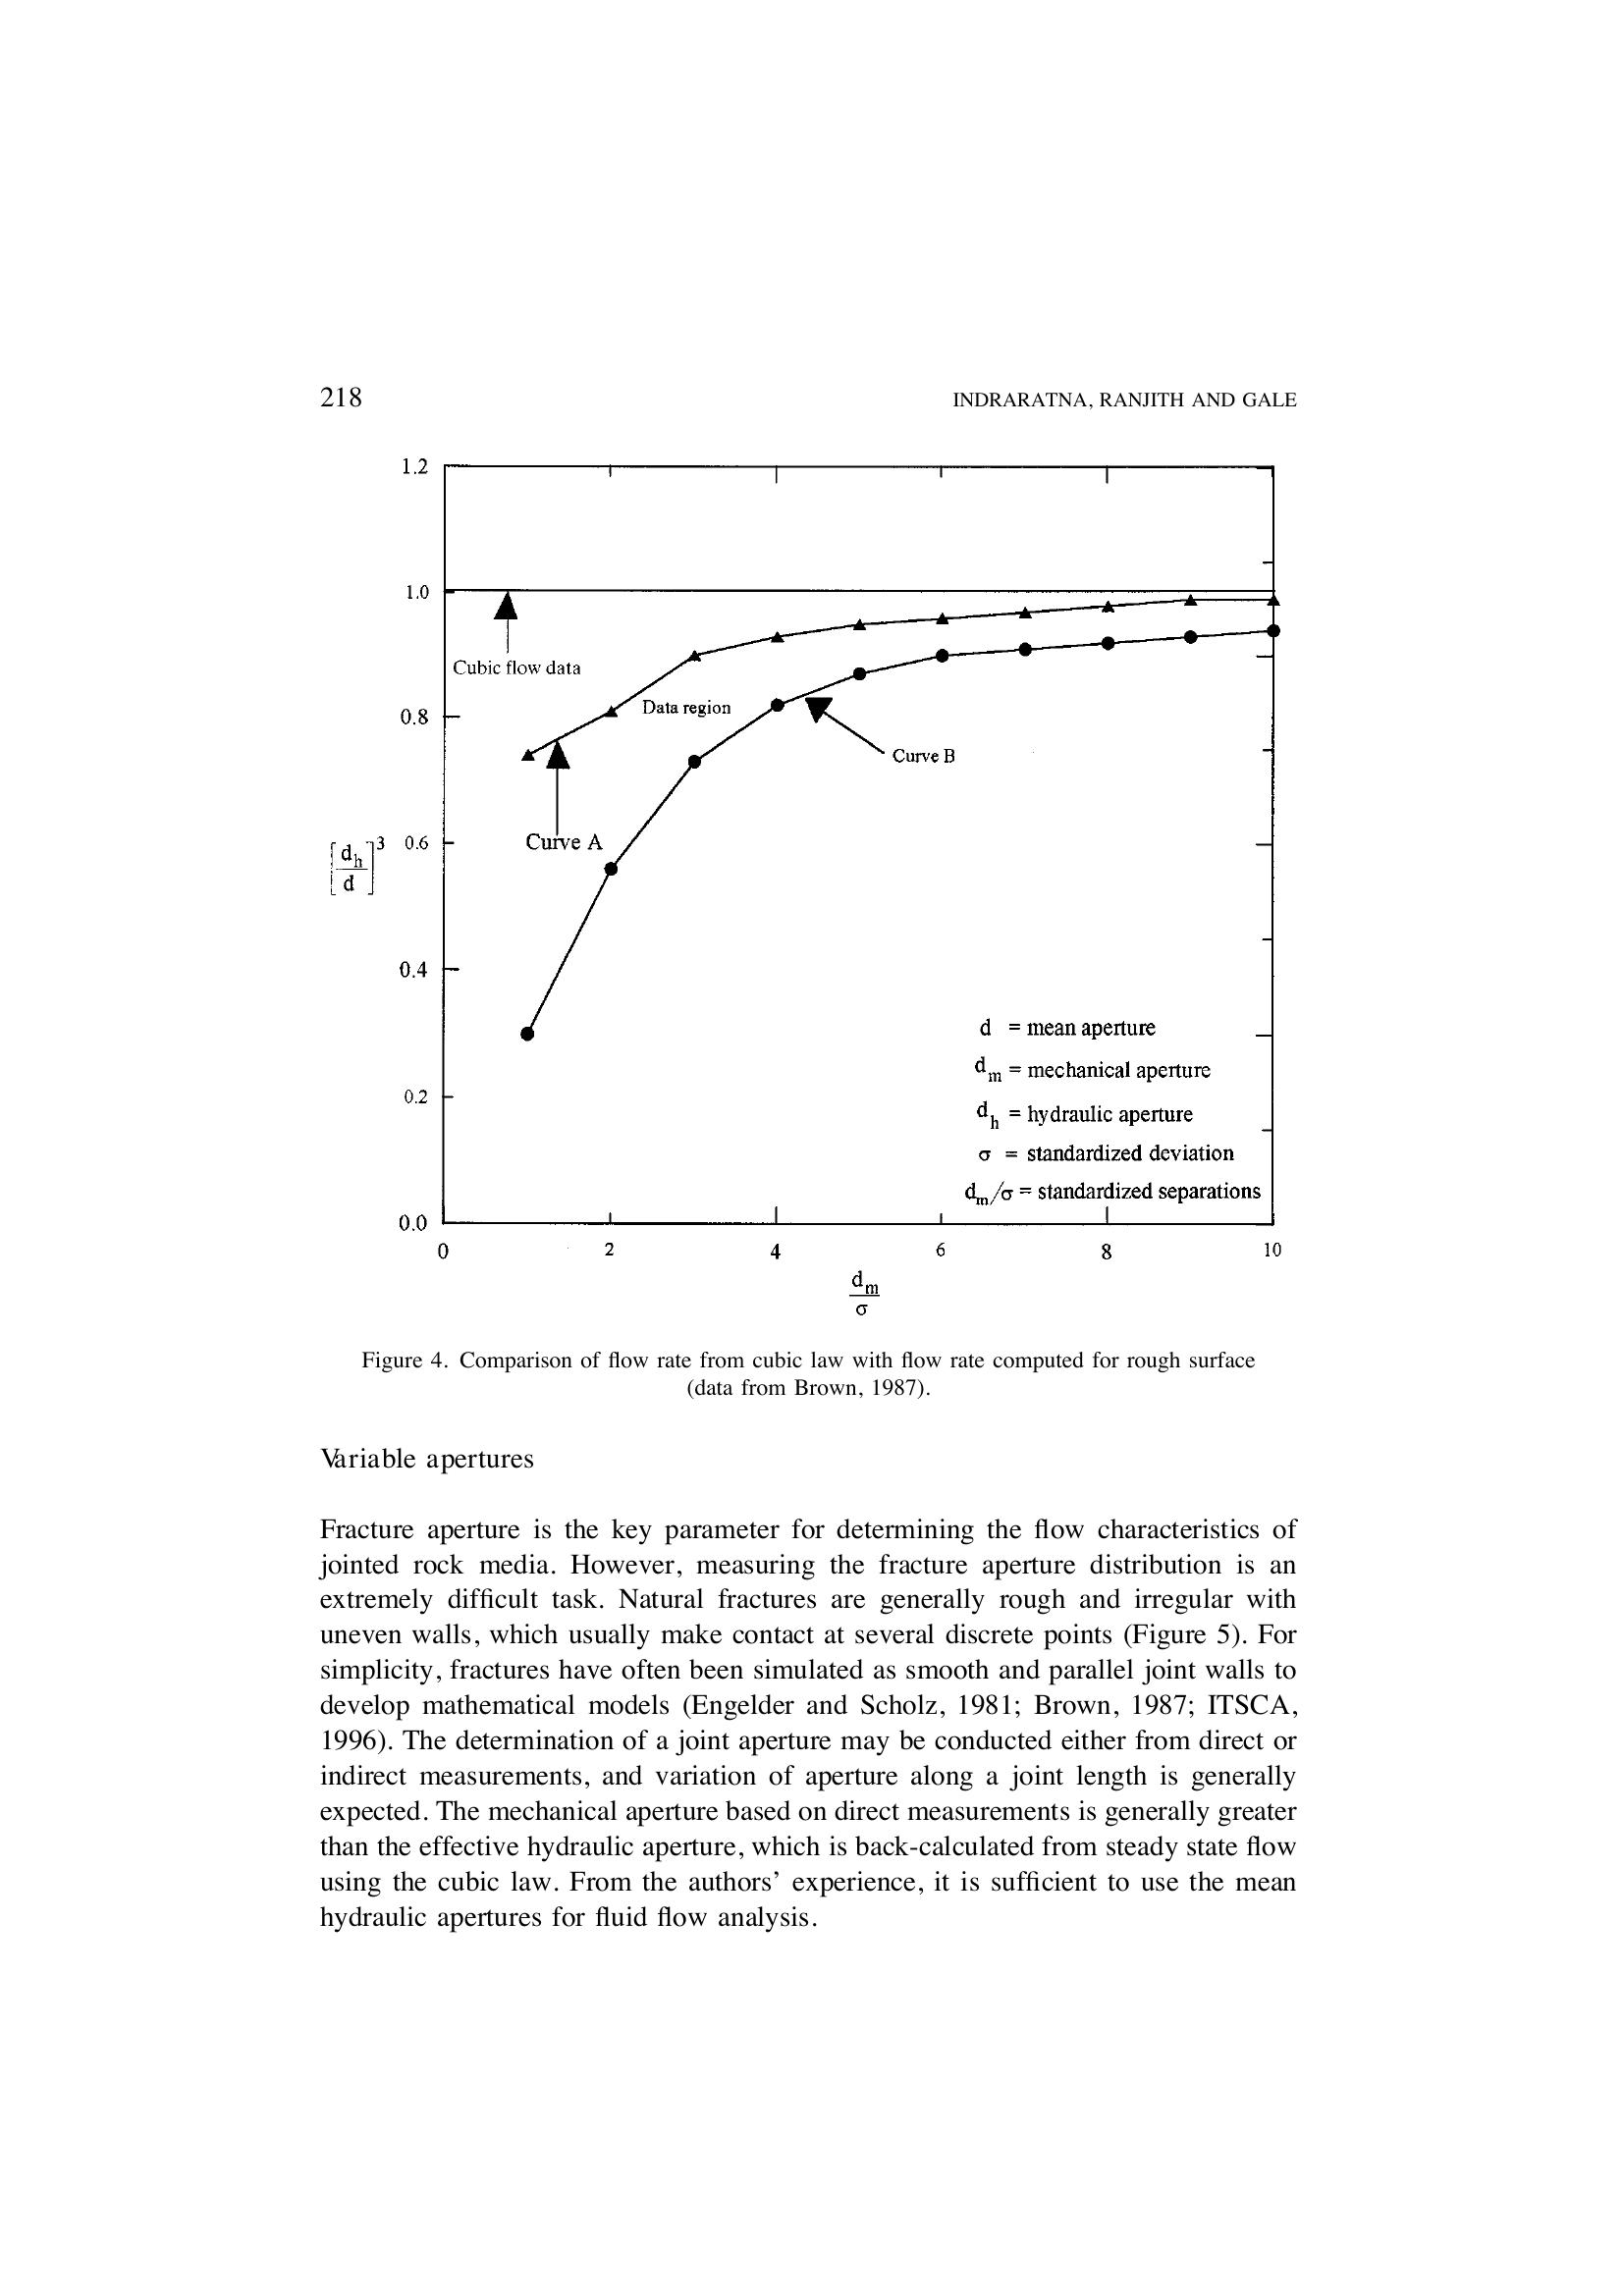 218
INDRARATNA, RANJITH AND GALE
1.2
1.0
Cubic flow data
0.8
Data region
Curve B
Curve A
[d_h/d]^3
0.6
0.4
0.2
0.0
d = mean aperture
d_m = mechanical aperture
d_h = hydraulic aperture
σ = standardized deviation
d_m/σ = standardized separations
0 2 4 6 8 10
d_m
σ
Figure 4. Comparison of flow rate from cubic law with flow rate computed for rough surface
(data from Brown, 1987).
Variable apertures
Fracture aperture is the key parameter for determining the flow characteristics of
jointed rock media. However, measuring the fracture aperture distribution is an
extremely difficult task. Natural fractures are generally rough and irregular with
uneven walls, which usually make contact at several discrete points (Figure 5). For
simplicity, fractures have often been simulated as smooth and parallel joint walls to
develop mathematical models (Engelder and Scholz, 1981; Brown, 1987; ITSCA,
1996). The determination of a joint aperture may be conducted either from direct or
indirect measurements, and variation of aperture along a joint length is generally
expected. The mechanical aperture based on direct measurements is generally greater
than the effective hydraulic aperture, which is back-calculated from steady state flow
using the cubic law. From the authors' experience, it is sufficient to use the mean
hydraulic apertures for fluid flow analysis.